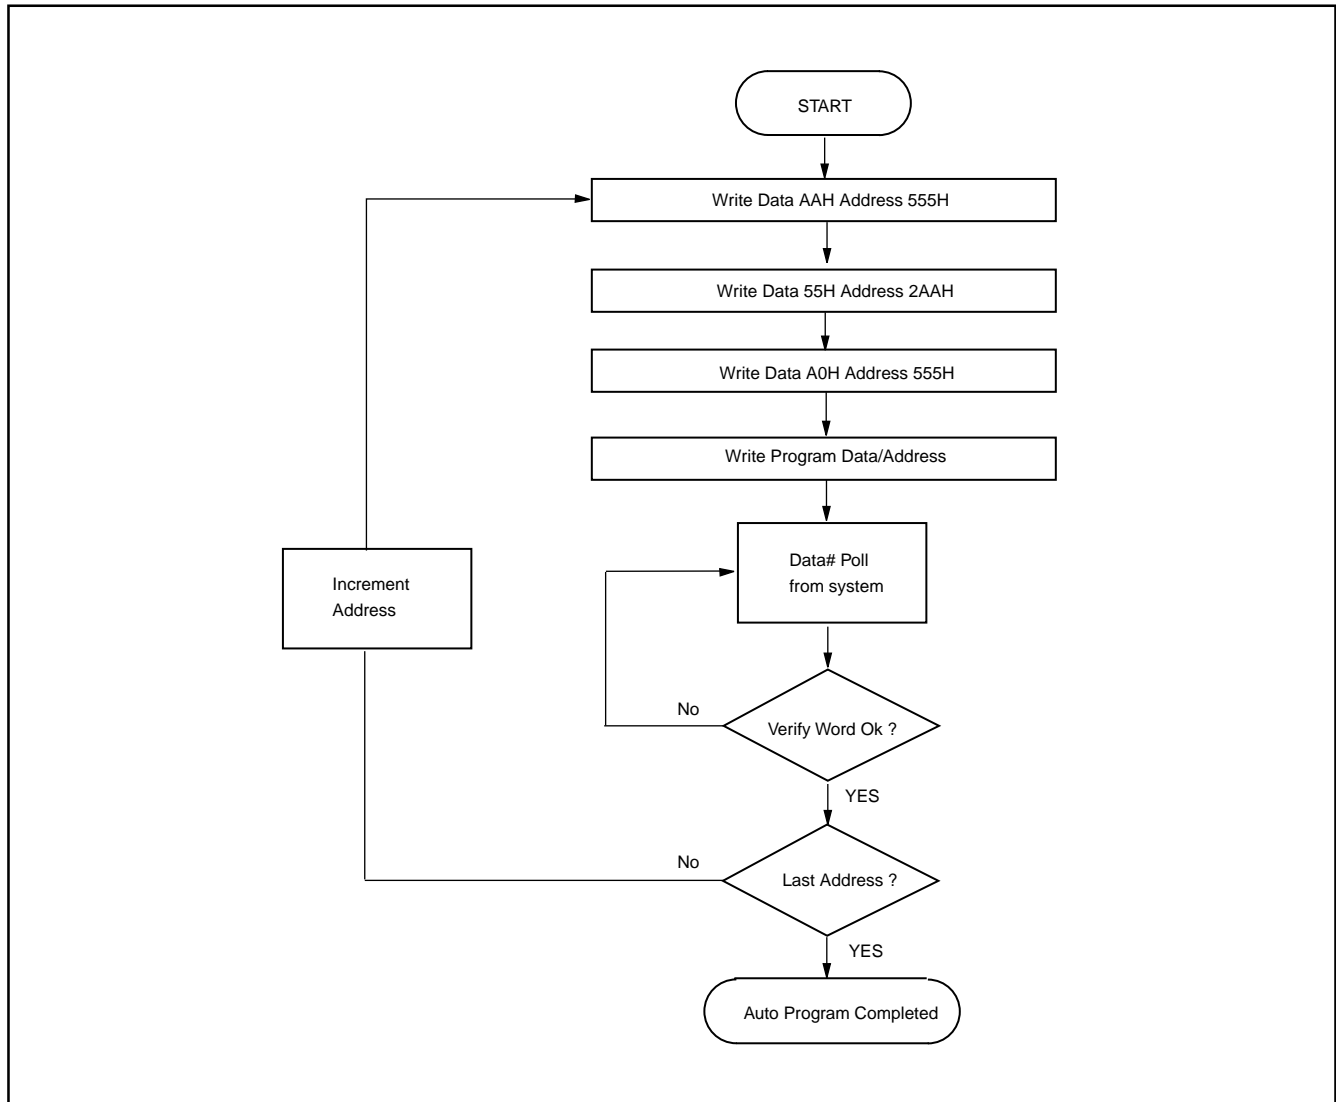 START
Write Data AAH Address 555H
Write Data 55H Address 2AAH
Write Data A0H Address 555H
Write Program Data/Address
Data# Poll
from system
Increment
Address
No
Verify Word Ok ?
YES
No
Last Address ?
YES
Auto Program Completed